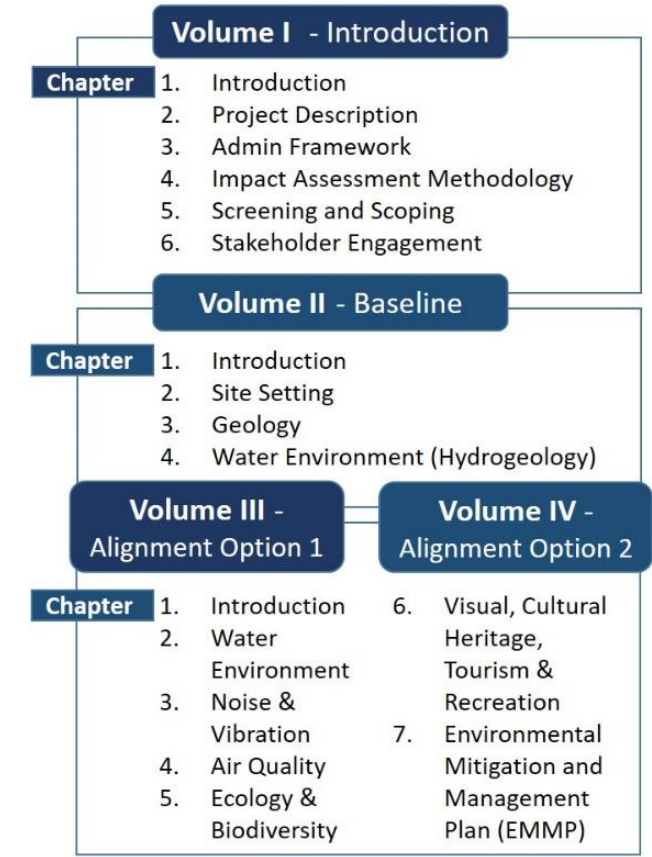 Volume I - Introduction
Chapter
1. Introduction
2. Project Description
3. Admin Framework
4. Impact Assessment Methodology
5. Screening and Scoping
6. Stakeholder Engagement
Volume II - Baseline
Chapter
1. Introduction
2. Site Setting
3. Geology
4. Water Environment (Hydrogeology)
Volume III -
Alignment Option 1
Volume IV -
Alignment Option 2
Chapter
1. Introduction
2. Water
Environment
3. Noise &
Vibration
4. Air Quality
5. Ecology &
Biodiversity
6. Visual, Cultural
Heritage,
Tourism &
Recreation
7. Environmental
Mitigation and
Management
Plan (EMMP)